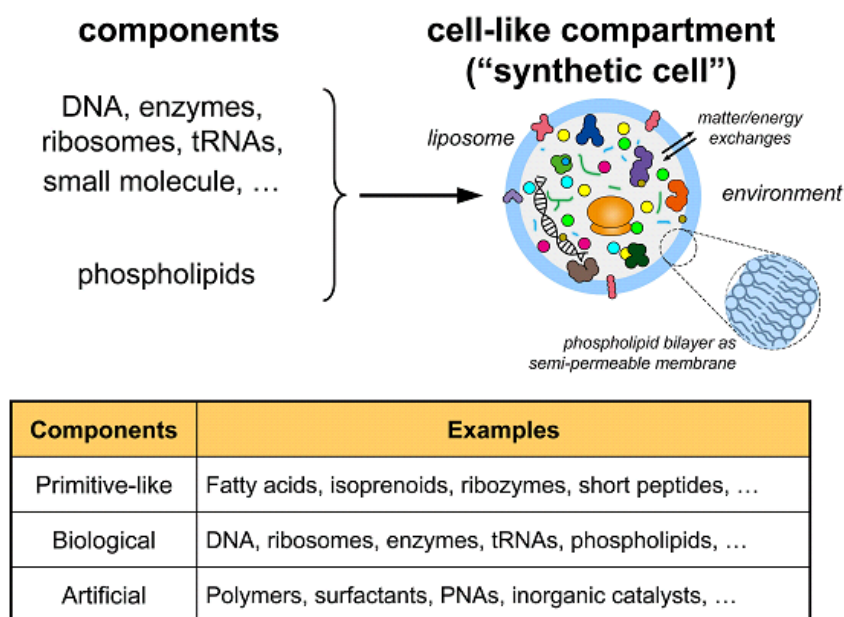 components
cell-like compartment
(“synthetic cell”)
DNA, enzymes,
ribosomes, tRNAs,
small molecule, …
phospholipids
liposome
matter/energy
exchanges
environment
phospholipid bilayer as
semi-permeable membrane
Components Examples
Primitive-like Fatty acids, isoprenoids, ribozymes, short peptides, …
Biological DNA, ribosomes, enzymes, tRNAs, phospholipids, …
Artificial Polymers, surfactants, PNAs, inorganic catalysts, …